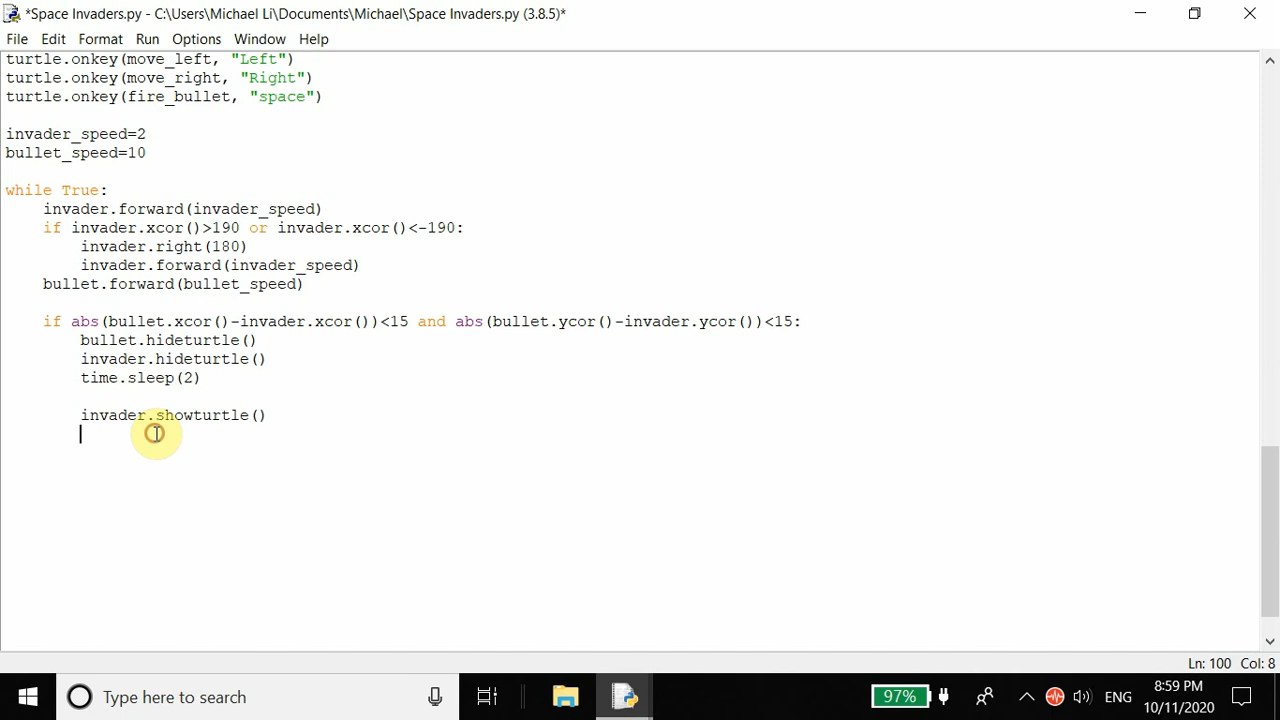 *Space Invaders.py - C:\Users\Michael Li\Documents\Michael\Space Invaders.py (3.8.5)*
File Edit Format Run Options Window Help
turtle.onkey(move_left, "Left")
turtle.onkey(move_right, "Right")
turtle.onkey(fire_bullet, "space")
invader_speed=2
bullet_speed=10
while True:
    invader.forward(invader_speed)
    if invader.xcor()>190 or invader.xcor()<-190:
        invader.right(180)
        invader.forward(invader_speed)
    bullet.forward(bullet_speed)
    if abs(bullet.xcor()-invader.xcor())<15 and abs(bullet.ycor()-invader.ycor())<15:
        bullet.hideturtle()
        invader.hideturtle()
        time.sleep(2)
        invader.showturtle()
Ln: 100 Col: 8
Type here to search
97%
ENG
8:59 PM
10/11/2020